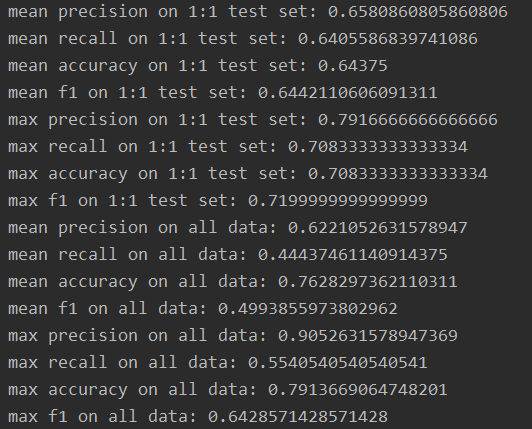 mean precision on 1:1 test set: 0.6580860805860806
mean recall on 1:1 test set: 0.6405586839741086
mean accuracy on 1:1 test set: 0.64375
mean f1 on 1:1 test set: 0.6442110606091311
max precision on 1:1 test set: 0.7916666666666666
max recall on 1:1 test set: 0.7083333333333334
max accuracy on 1:1 test set: 0.7083333333333334
max f1 on 1:1 test set: 0.7199999999999999
mean precision on all data: 0.6221052631578947
mean recall on all data: 0.44437461140914375
mean accuracy on all data: 0.7628297362110311
mean f1 on all data: 0.4993855973802962
max precision on all data: 0.9052631578947369
max recall on all data: 0.5540540540540541
max accuracy on all data: 0.7913669064748201
max f1 on all data: 0.6428571428571428